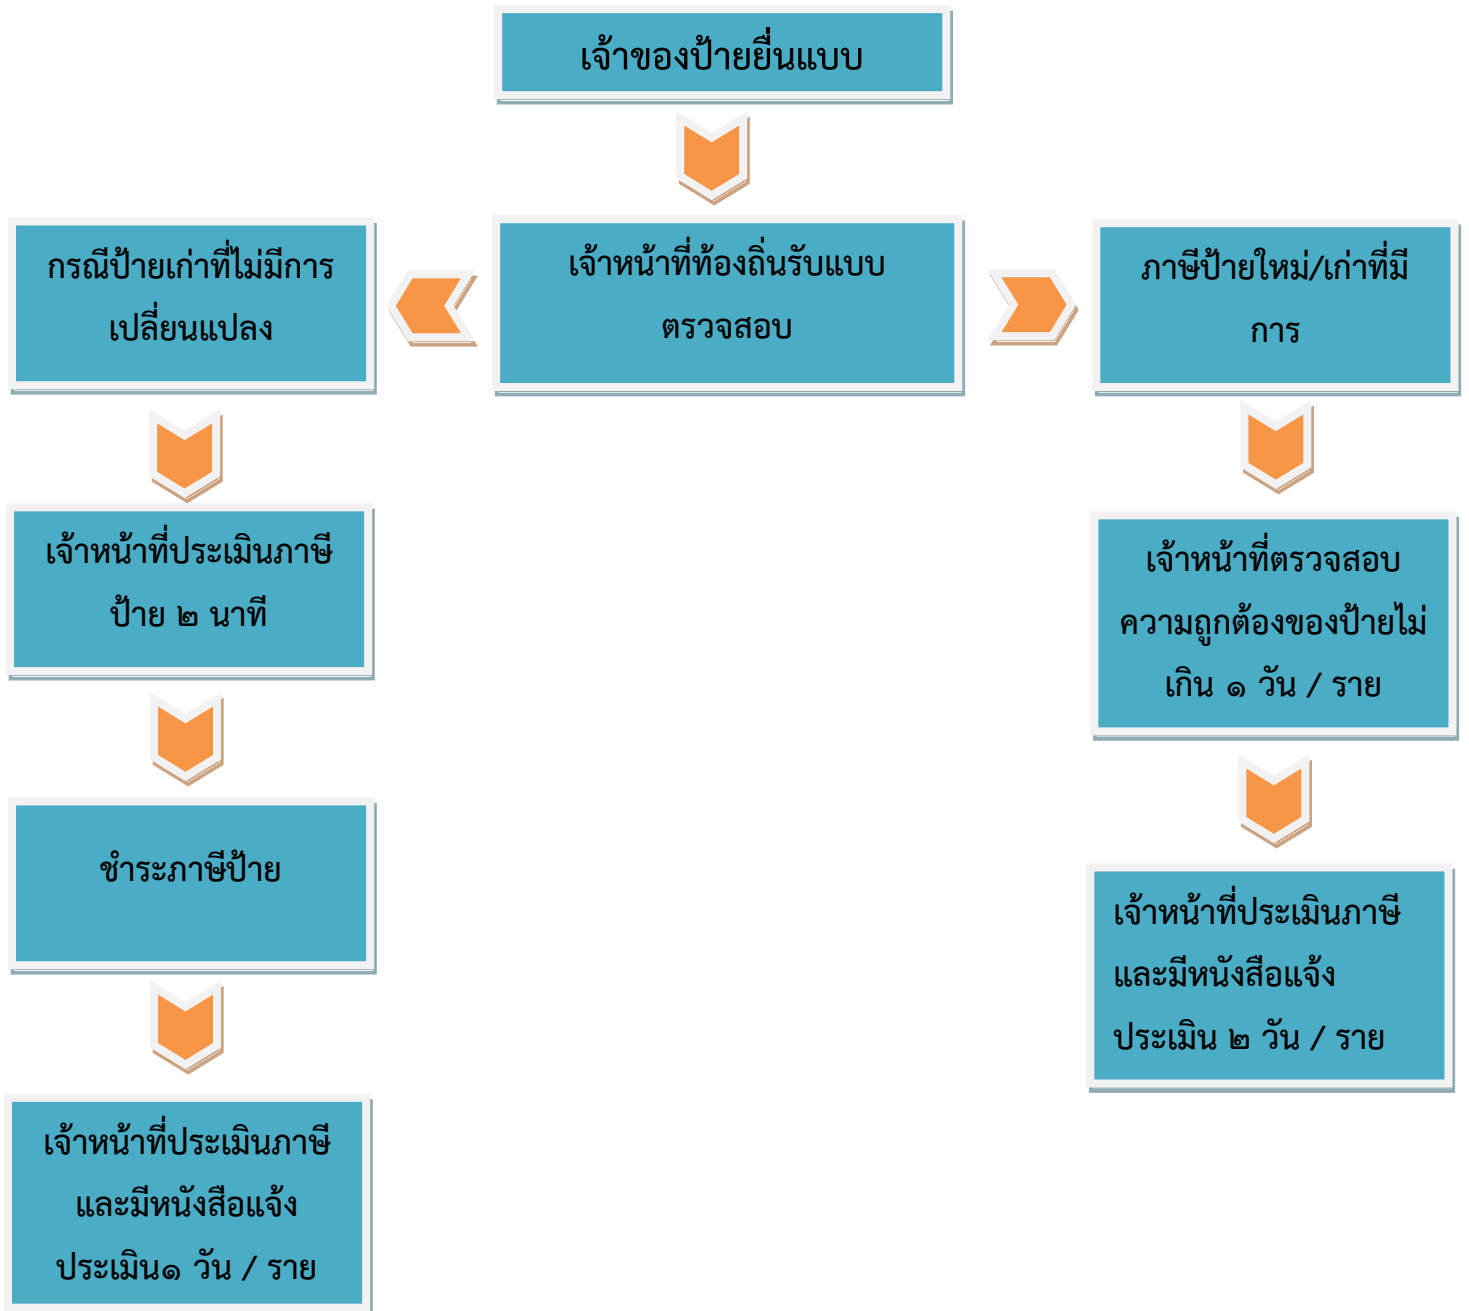 เจ้าของป้ายยื่นแบบ
เจ้าหน้าที่ท้องถิ่นรับแบบ
ตรวจสอบ
กรณีป้ายเก่าที่ไม่มีการ
เปลี่ยนแปลง
เจ้าหน้าที่ประเมินภาษี
ป้าย ๒ นาที
ชำระภาษีป้าย
เจ้าหน้าที่ประเมินภาษี
และมีหนังสือแจ้ง
ประเมิน๑ วัน / ราย
ภาษีป้ายใหม่/เก่าที่มี
การ
เจ้าหน้าที่ตรวจสอบ
ความถูกต้องของป้ายไม่
เกิน ๑ วัน / ราย
เจ้าหน้าที่ประเมินภาษี
และมีหนังสือแจ้ง
ประเมิน ๒ วัน / ราย